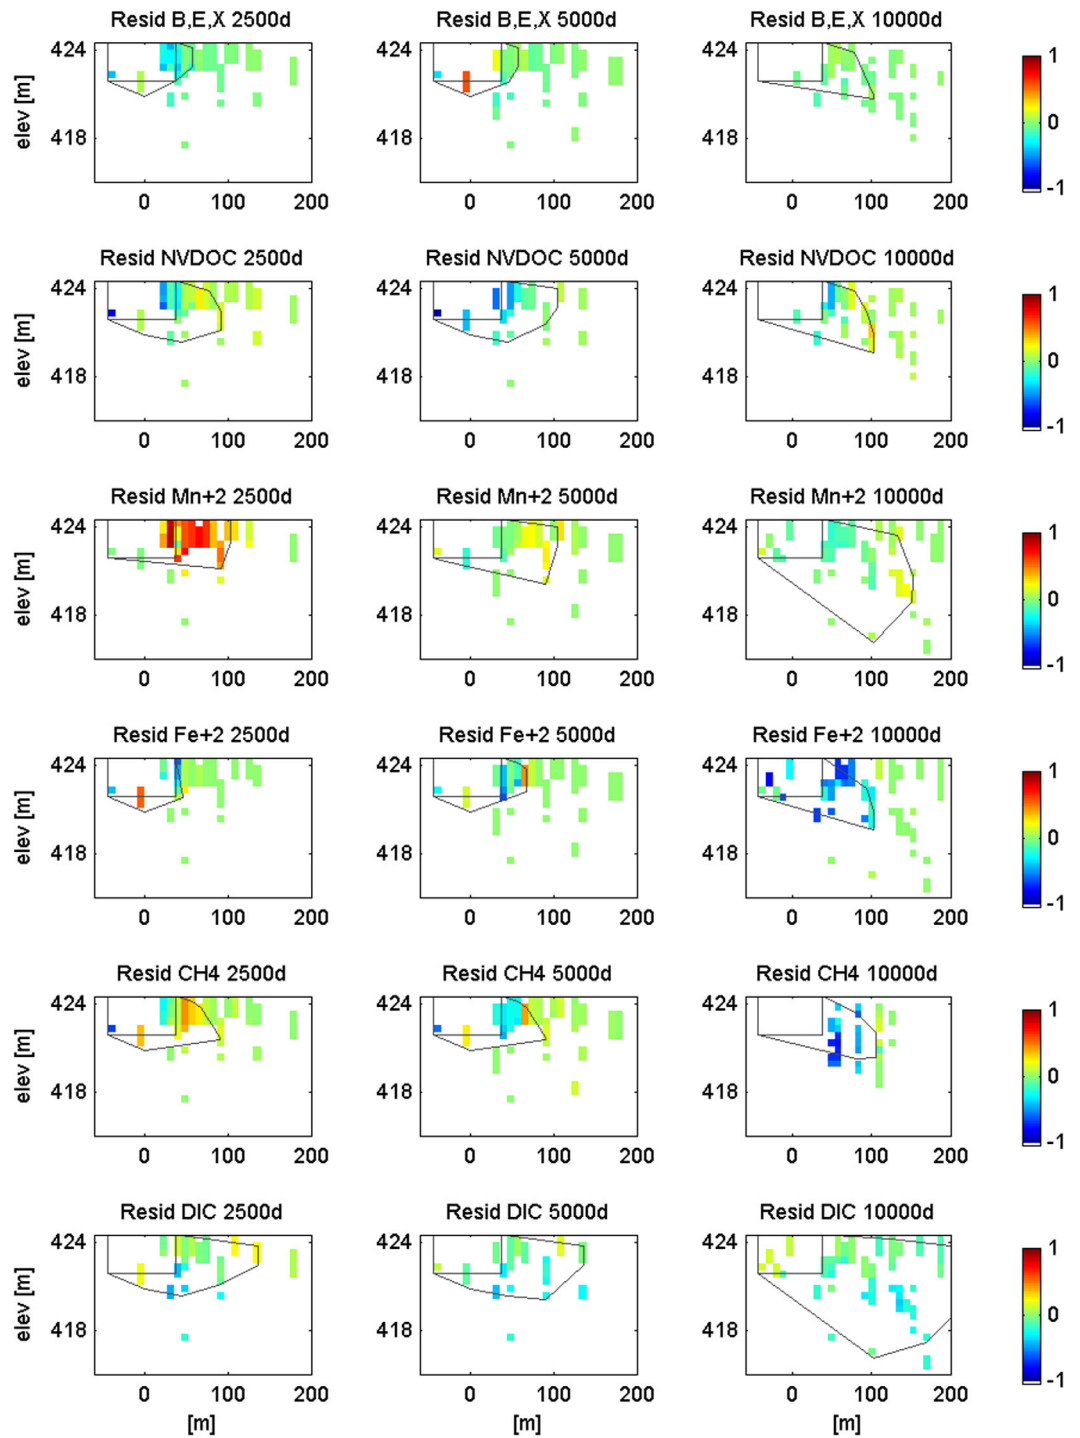 Resid B,E,X 2500d Resid B,E,X 5000d Resid B,E,X 10000d
424 424 424 1
elev [m] 0
418 418 418 -1
0 100 200 0 100 200 0 100 200
Resid NVDOC 2500d Resid NVDOC 5000d Resid NVDOC 10000d
424 424 424 1
elev [m] 0
418 418 418 -1
0 100 200 0 100 200 0 100 200
Resid Mn+2 2500d Resid Mn+2 5000d Resid Mn+2 10000d
424 424 424 1
elev [m] 0
418 418 418 -1
0 100 200 0 100 200 0 100 200
Resid Fe+2 2500d Resid Fe+2 5000d Resid Fe+2 10000d
424 424 424 1
elev [m] 0
418 418 418 -1
0 100 200 0 100 200 0 100 200
Resid CH4 2500d Resid CH4 5000d Resid CH4 10000d
424 424 424 1
elev [m] 0
418 418 418 -1
0 100 200 0 100 200 0 100 200
Resid DIC 2500d Resid DIC 5000d Resid DIC 10000d
424 424 424 1
elev [m] 0
418 418 418 -1
0 100 200 0 100 200 0 100 200
[m] [m] [m]